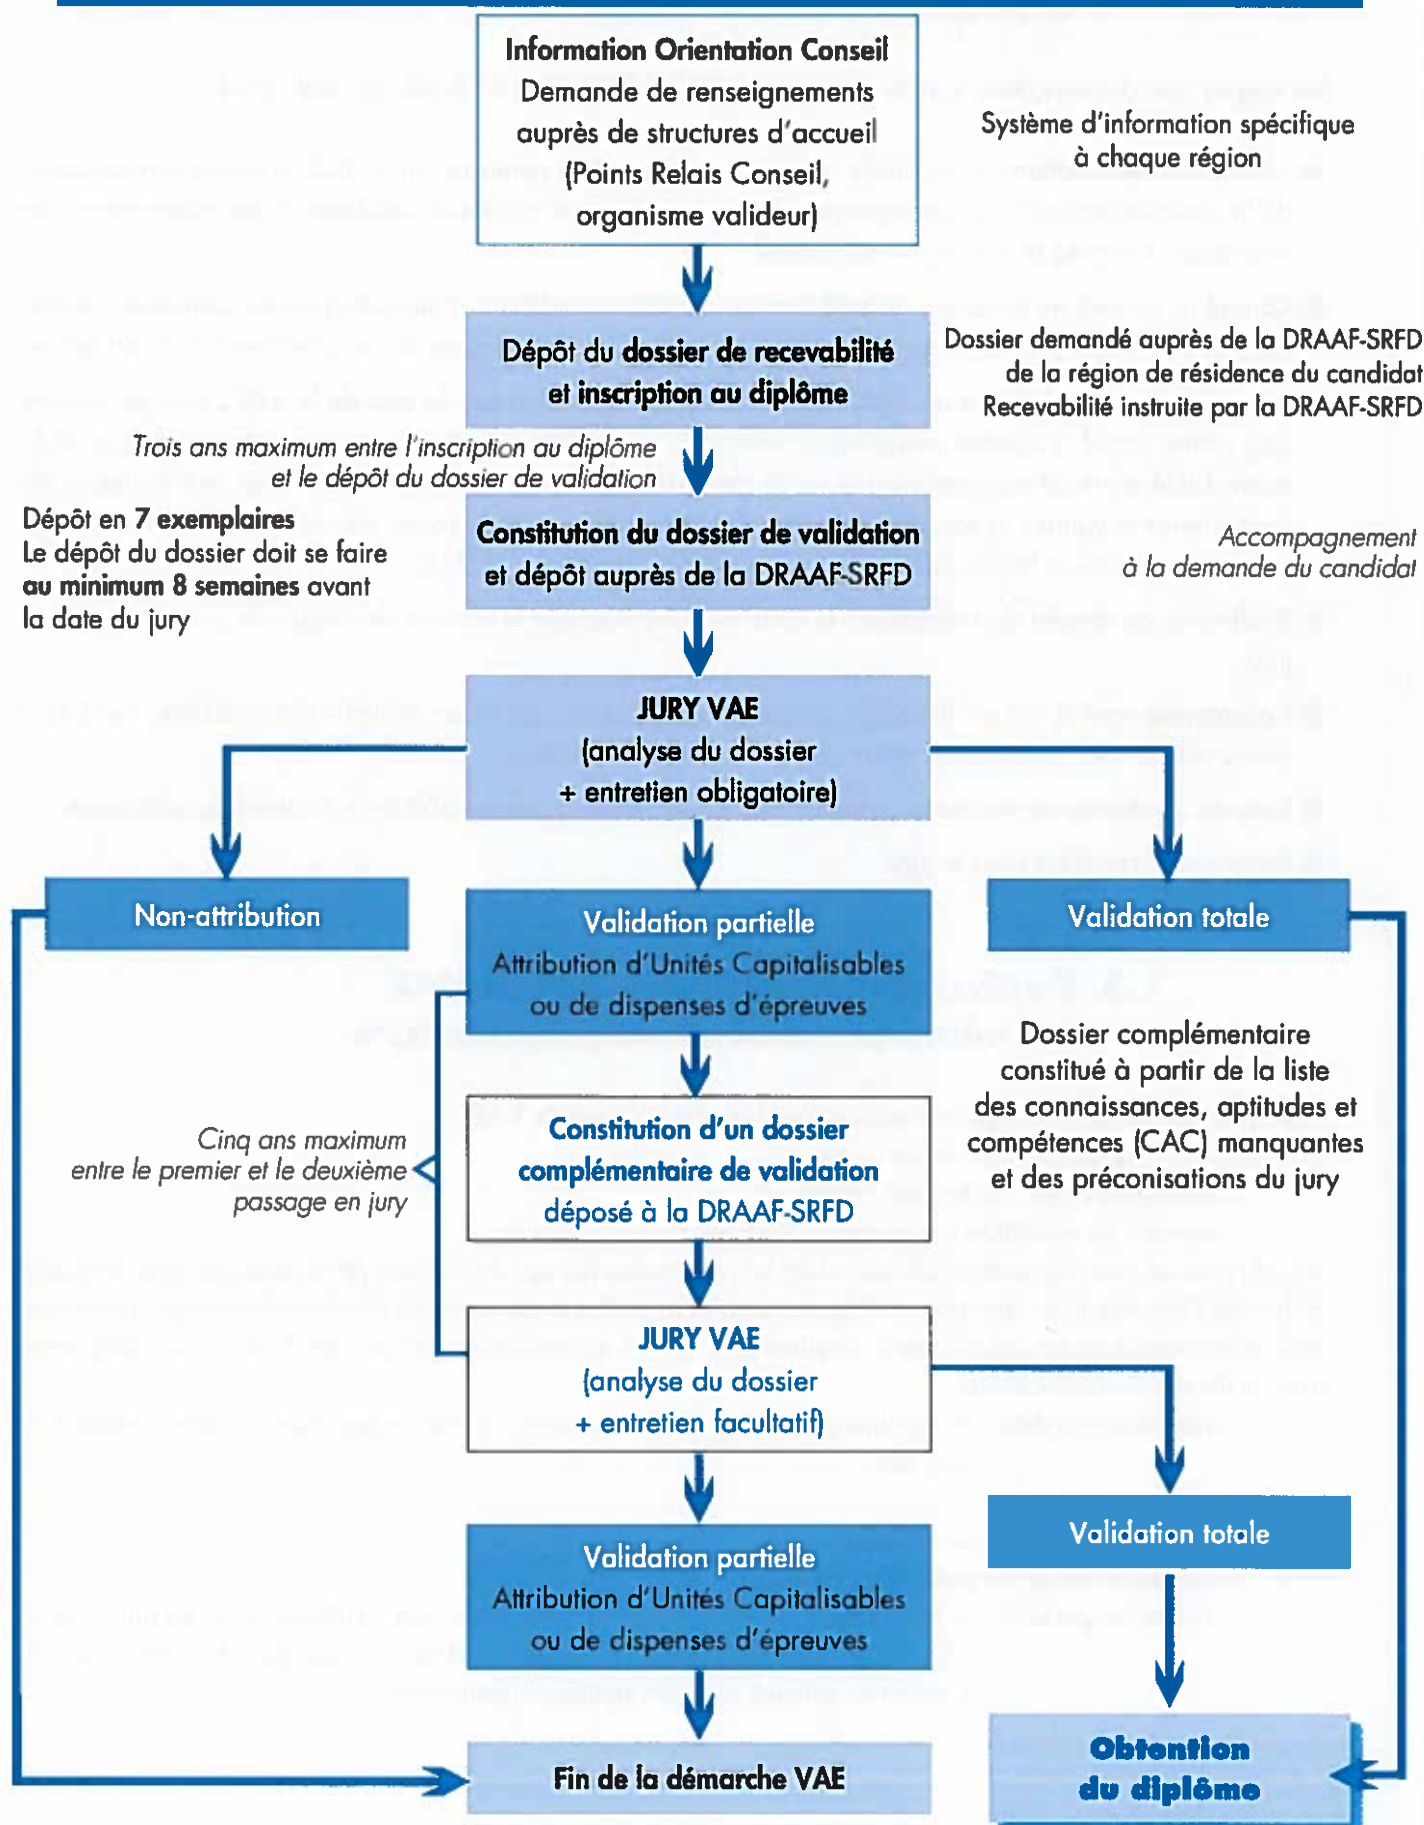 Information Orientation Conseil
Demande de renseignements
auprès de structures d'accueil
(Points Relais Conseil,
organisme valideur)
Système d'information spécifique
à chaque région
Dépôt du dossier de recevabilité
et inscription au diplôme
Dossier demandé auprès de la DRAAF-SRFD
de la région de résidence du candidat
Recevabilité instruite par la DRAAF-SRFD
Trois ans maximum entre l'inscription au diplôme
et le dépôt du dossier de validation
Dépôt en 7 exemplaires
Le dépôt du dossier doit se faire
au minimum 8 semaines avant
la date du jury
Constitution du dossier de validation
et dépôt auprès de la DRAAF-SRFD
Accompagnement
à la demande du candidat
JURY VAE
(analyse du dossier
+ entretien obligatoire)
Non-attribution
Validation partielle
Attribution d'Unités Capitalisables
ou de dispenses d'épreuves
Validation totale
Cinq ans maximum
entre le premier et le deuxième
passage en jury
Constitution d'un dossier
complémentaire de validation
déposé à la DRAAF-SRFD
Dossier complémentaire
constitué à partir de la liste
des connaissances, aptitudes et
compétences (CAC) manquantes
et des préconisations du jury
JURY VAE
(analyse du dossier
+ entretien facultatif)
Validation partielle
Attribution d'Unités Capitalisables
ou de dispenses d'épreuves
Validation totale
Fin de la démarche VAE
Obtention
du diplôme